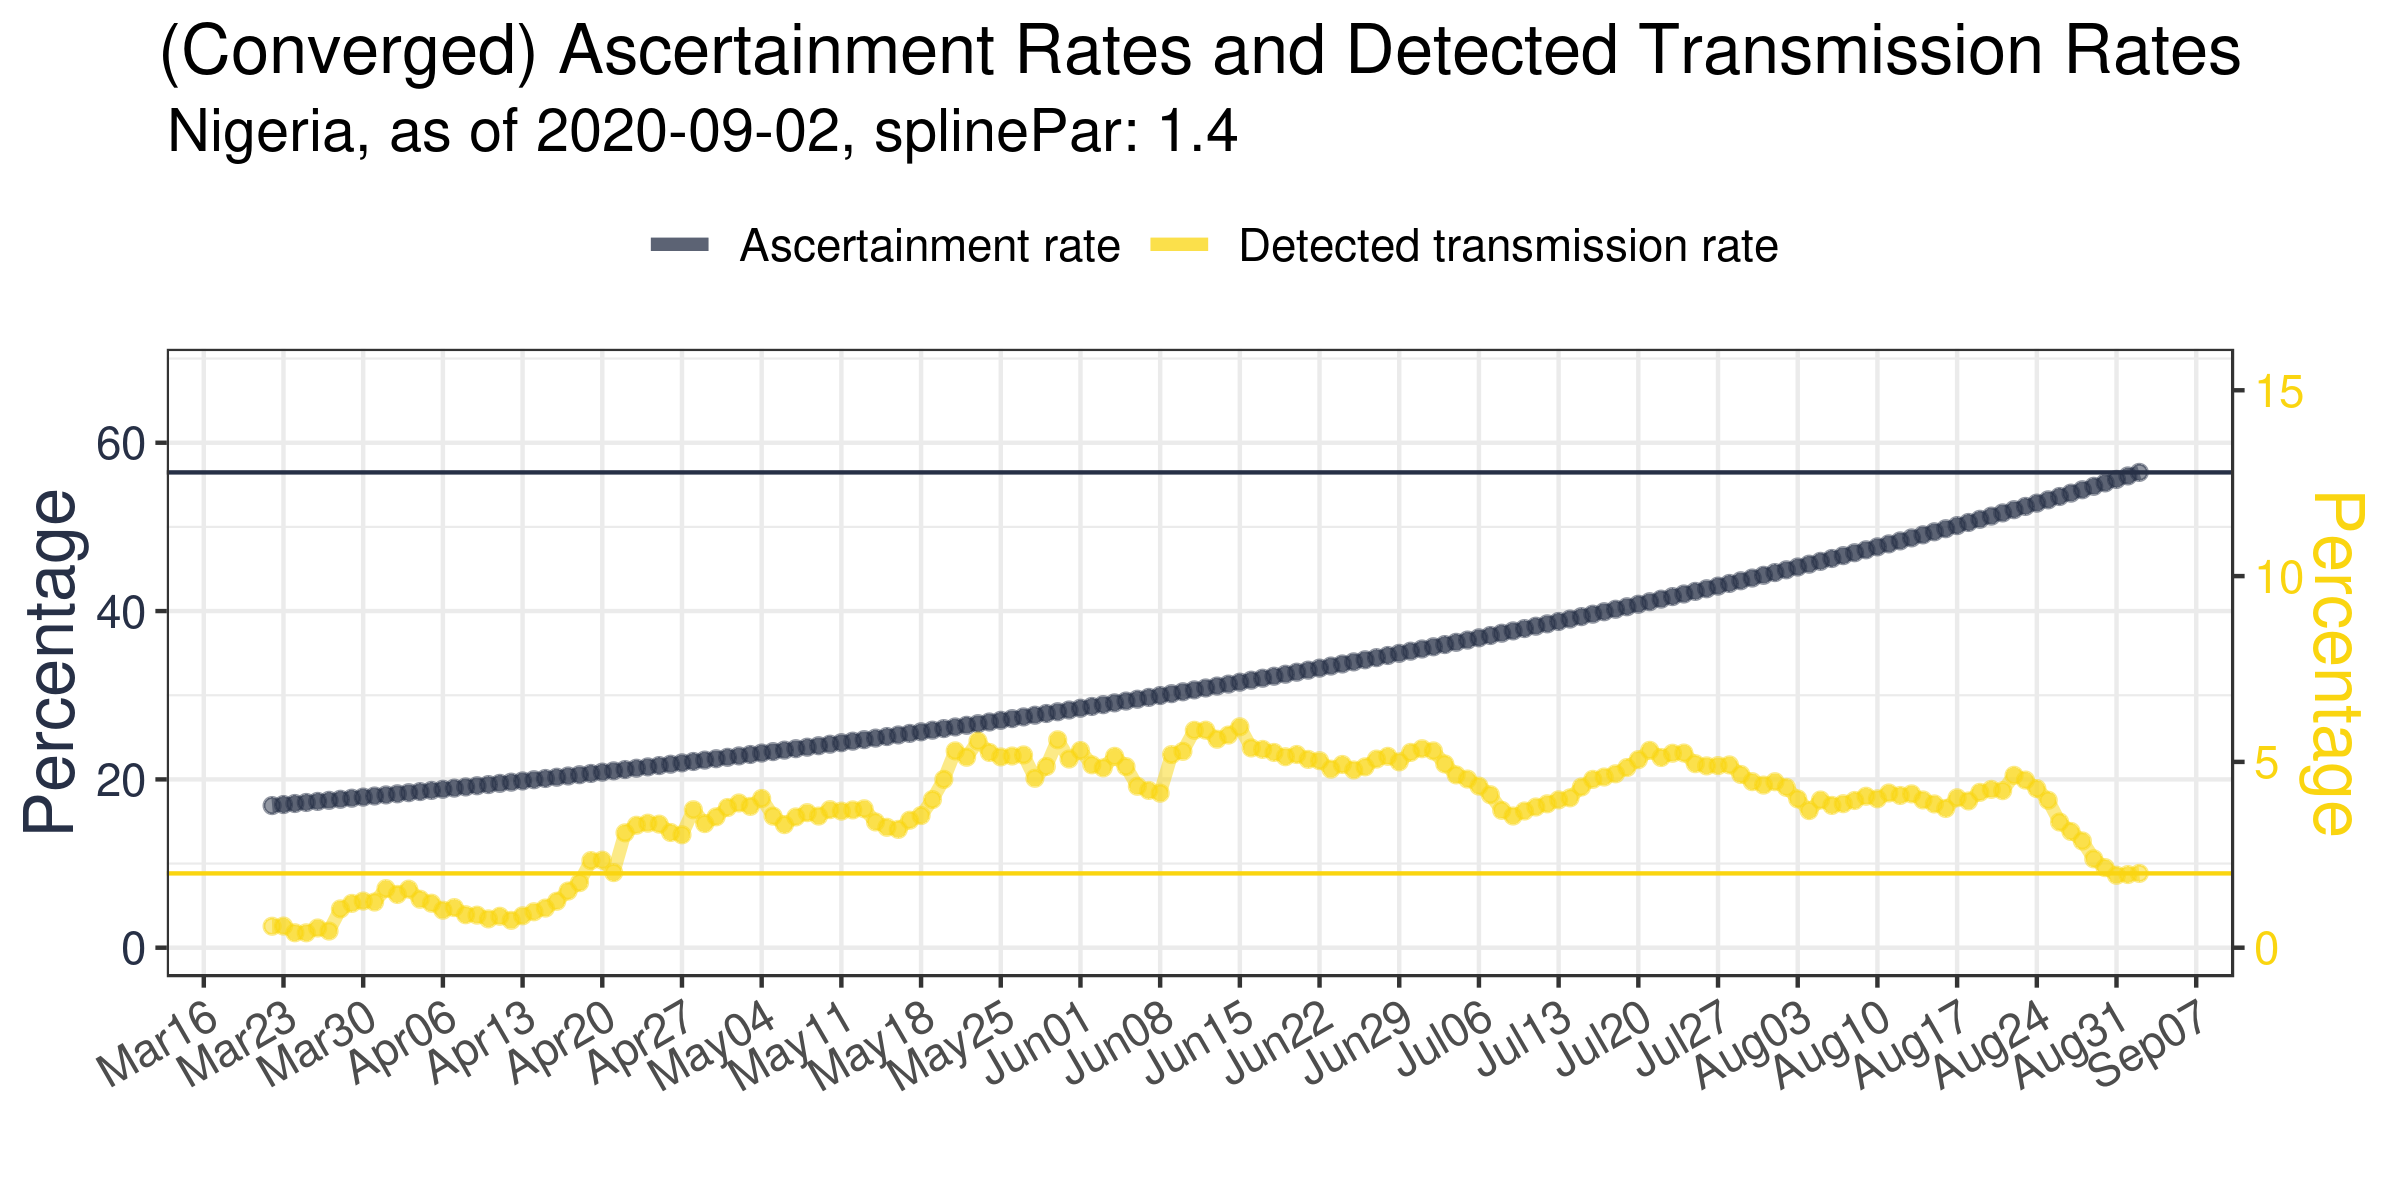 (Converged) Ascertainment Rates and Detected Transmission Rates
Nigeria, as of 2020-09-02, splinePar: 1.4
Ascertainment rate Detected transmission rate
Percentage
60
40
20
0
15
10
5
0
Percentage
Mar16 Mar23 Mar30 Apr06 Apr13 Apr20 Apr27 May04 May11 May18 May25 Jun01 Jun08 Jun15 Jun22 Jun29 Jul06 Jul13 Jul20 Jul27 Aug03 Aug10 Aug17 Aug24 Aug31 Sep07